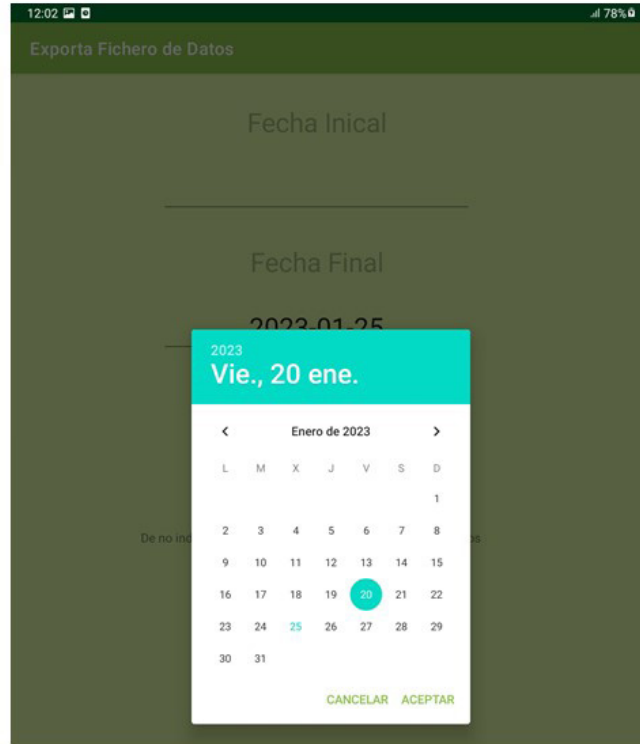 12:02 78%
Exporta Fichero de Datos
Fecha Inical
Fecha Final
2023-01-25
2023
Vie., 20 ene.
Enero de 2023
L M X J V S D
1
2 3 4 5 6 7 8
De no
9 10 11 12 13 14 15
16 17 18 19 20 21 22
23 24 25 26 27 28 29
30 31
CANCELAR ACEPTAR